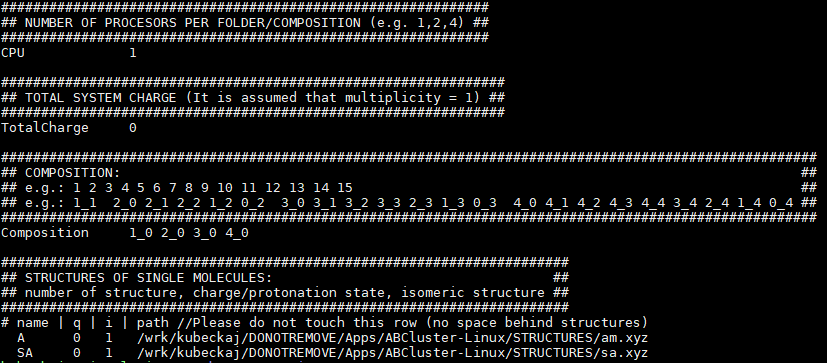 #############################################################
## NUMBER OF PROCESORS PER FOLDER/COMPOSITION (e.g. 1,2,4) ##
#############################################################
CPU             1
###############################################################
## TOTAL SYSTEM CHARGE (It is assumed that multiplicity = 1) ##
###############################################################
TotalCharge     0
######################################################################################################
## COMPOSITION:                                                                                     ##
## e.g.: 1 2 3 4 5 6 7 8 9 10 11 12 13 14 15                                                        ##
## e.g.: 1_1  2_0 2_1 2_2 1_2 0_2  3_0 3_1 3_2 3_3 2_3 1_3 0_3  4_0 4_1 4_2 4_3 4_4 3_4 2_4 1_4 0_4 ##
######################################################################################################
Composition     1_0 2_0 3_0 4_0
#######################################################################
## STRUCTURES OF SINGLE MOLECULES:                                   ##
## number of structure, charge/protonation state, isomeric structure ##
#######################################################################
# name | q | i | path //Please do not touch this row (no space behind structures)
  A      0   1   /wrk/kubeckaj/DONOTREMOVE/Apps/ABCluster-Linux/STRUCTURES/am.xyz
  SA     0   1   /wrk/kubeckaj/DONOTREMOVE/Apps/ABCluster-Linux/STRUCTURES/sa.xyz